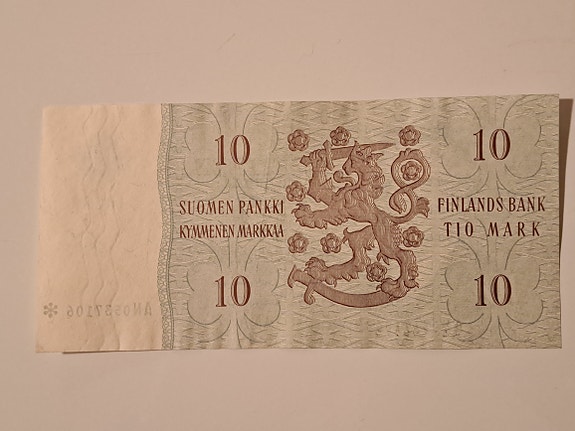 10
10
SUOMEN PANKKI
KYMMENEN MARKKAA
FINLANDS BANK
TIO MARK
10
10